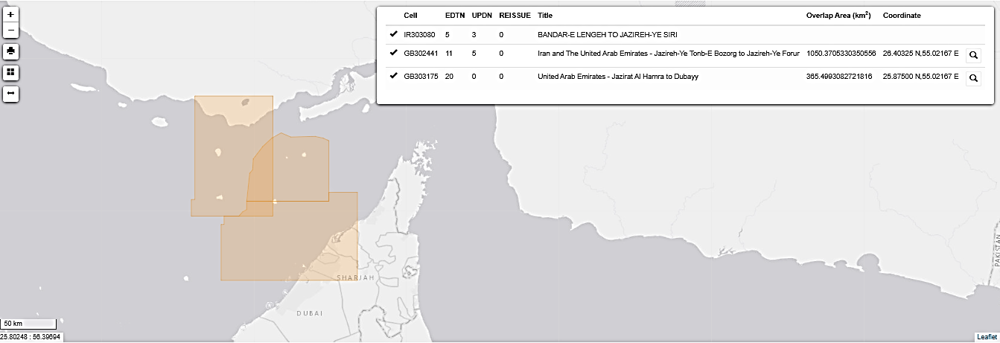 +
−
Cell EDTN UPDN REISSUE Title Overlap Area (km2) Coordinate
IR303080 5 3 0 BANDAR-E LENGEH TO JAZIREH-YE SIRI
GB302441 11 5 0 Iran and The United Arab Emirates - Jazireh-Ye Tonb-E Bozorg to Jazireh-Ye Forur 1050.3705330350556 26.40325 N,55.02167 E
GB303175 20 0 0 United Arab Emirates - Jazirat Al Hamra to Dubayy 365.4993082721816 25.87500 N,55.02167 E
PAKISTAN
SHARJAH
DUBAI
50 km
25.80248 : 56.39694
Leaflet